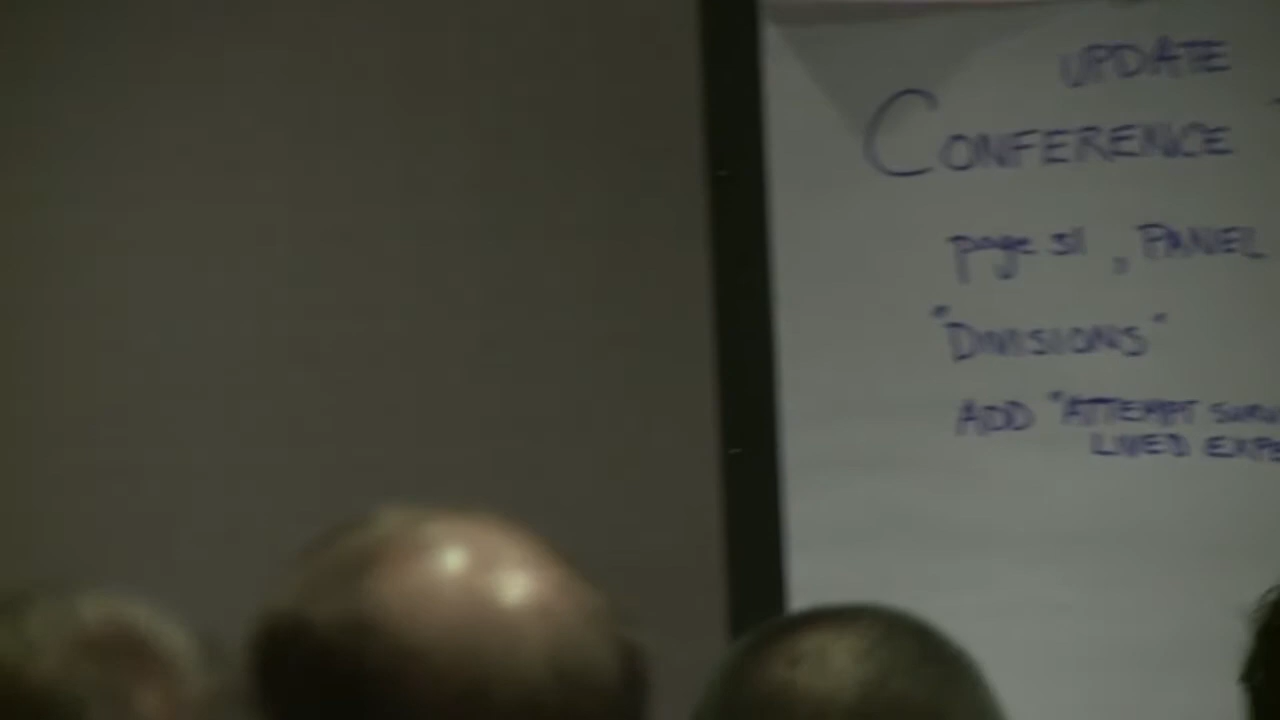 UPDATE
CONFERENCE
page 51, PANEL
"DIVISIONS"
ADD "ATTEMPT
LIVED